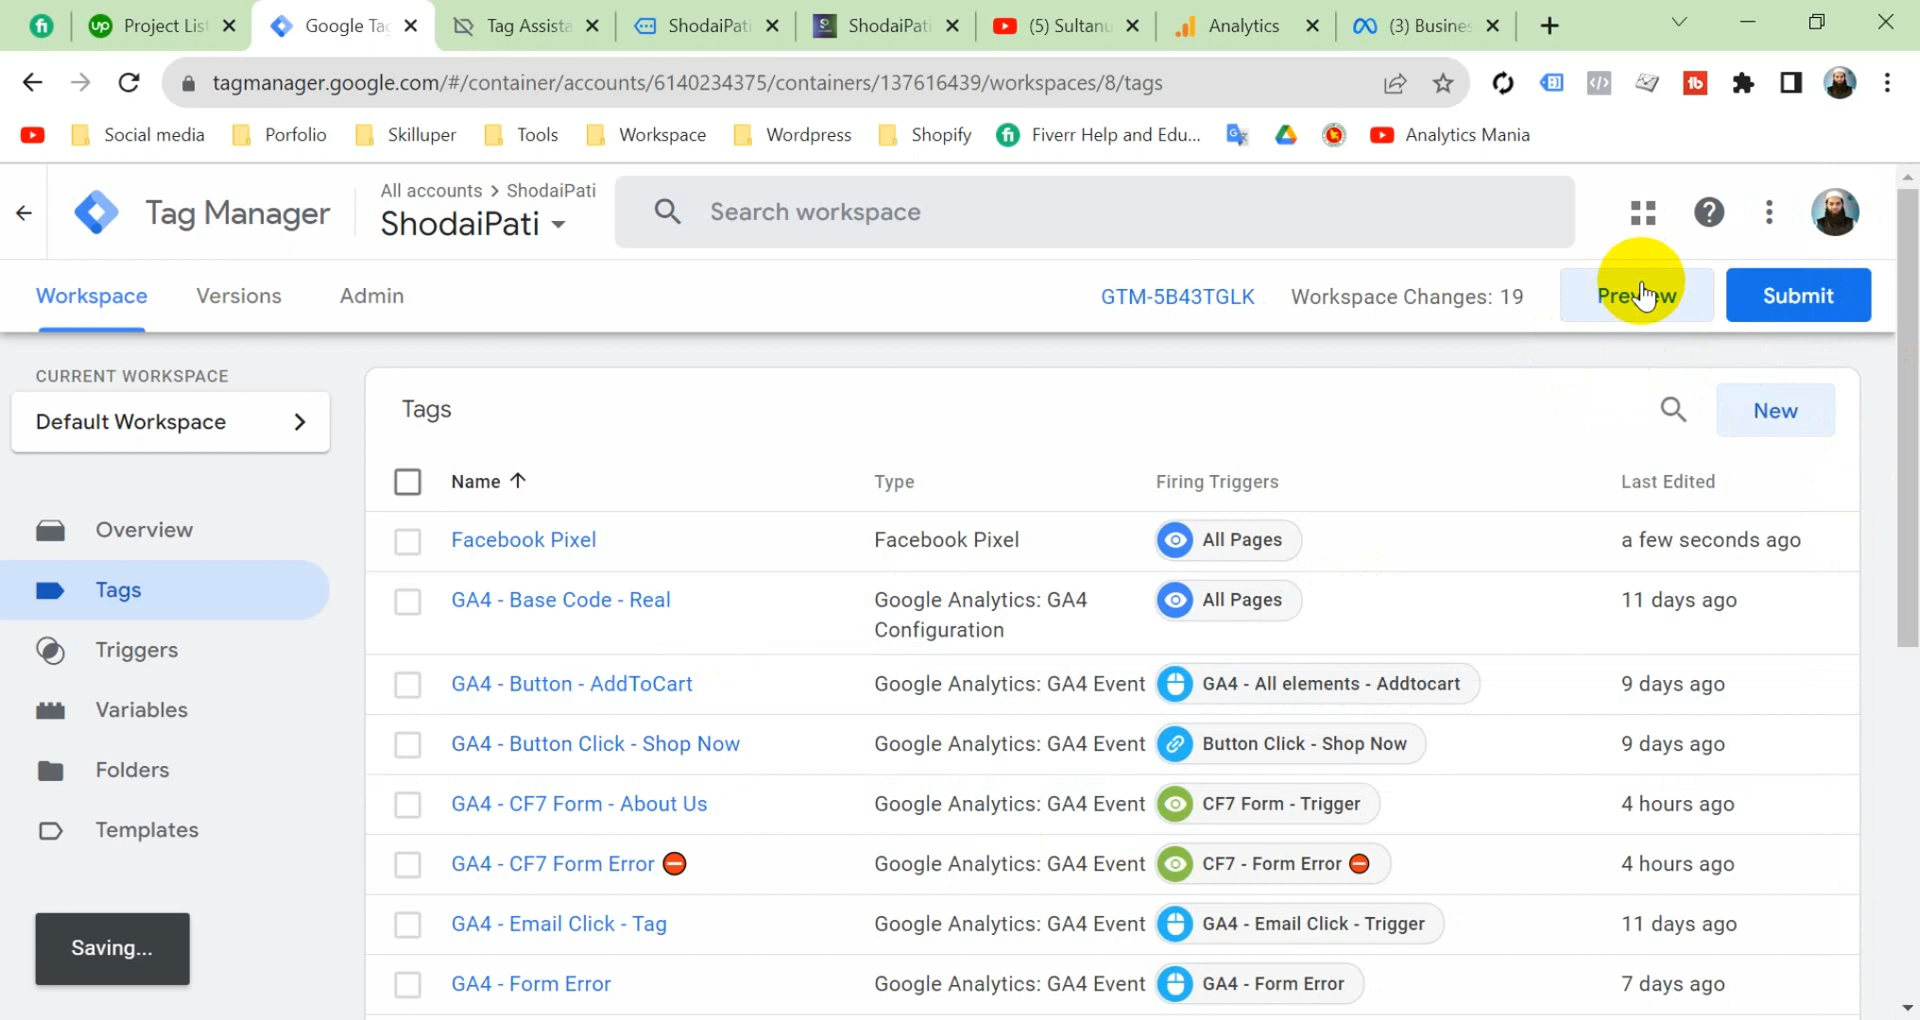 Project Lis
Google Tag
Tag Assista
ShodaiPati
ShodaiPati
(5) Sultanu
Analytics
(3) Busines
tagmanager.google.com/#/container/accounts/6140234375/containers/137616439/workspaces/8/tags
Social media
Porfolio
Skilluper
Tools
Workspace
Wordpress
Shopify
Fiverr Help and Edu...
Analytics Mania
Tag Manager
All accounts > ShodaiPati
ShodaiPati
Search workspace
Workspace
Versions
Admin
GTM-5B43TGLK
Workspace Changes: 19
Preview
Submit
CURRENT WORKSPACE
Default Workspace
Overview
Tags
Triggers
Variables
Folders
Templates
Saving...
Tags
New
Name Type Firing Triggers Last Edited
Facebook Pixel Facebook Pixel All Pages a few seconds ago
GA4 - Base Code - Real Google Analytics: GA4 All Pages 11 days ago
Configuration
GA4 - Button - AddToCart Google Analytics: GA4 Event GA4 - All elements - Addtocart 9 days ago
GA4 - Button Click - Shop Now Google Analytics: GA4 Event Button Click - Shop Now 9 days ago
GA4 - CF7 Form - About Us Google Analytics: GA4 Event CF7 Form - Trigger 4 hours ago
GA4 - CF7 Form Error Google Analytics: GA4 Event CF7 - Form Error 4 hours ago
GA4 - Email Click - Tag Google Analytics: GA4 Event GA4 - Email Click - Trigger 11 days ago
GA4 - Form Error Google Analytics: GA4 Event GA4 - Form Error 7 days ago